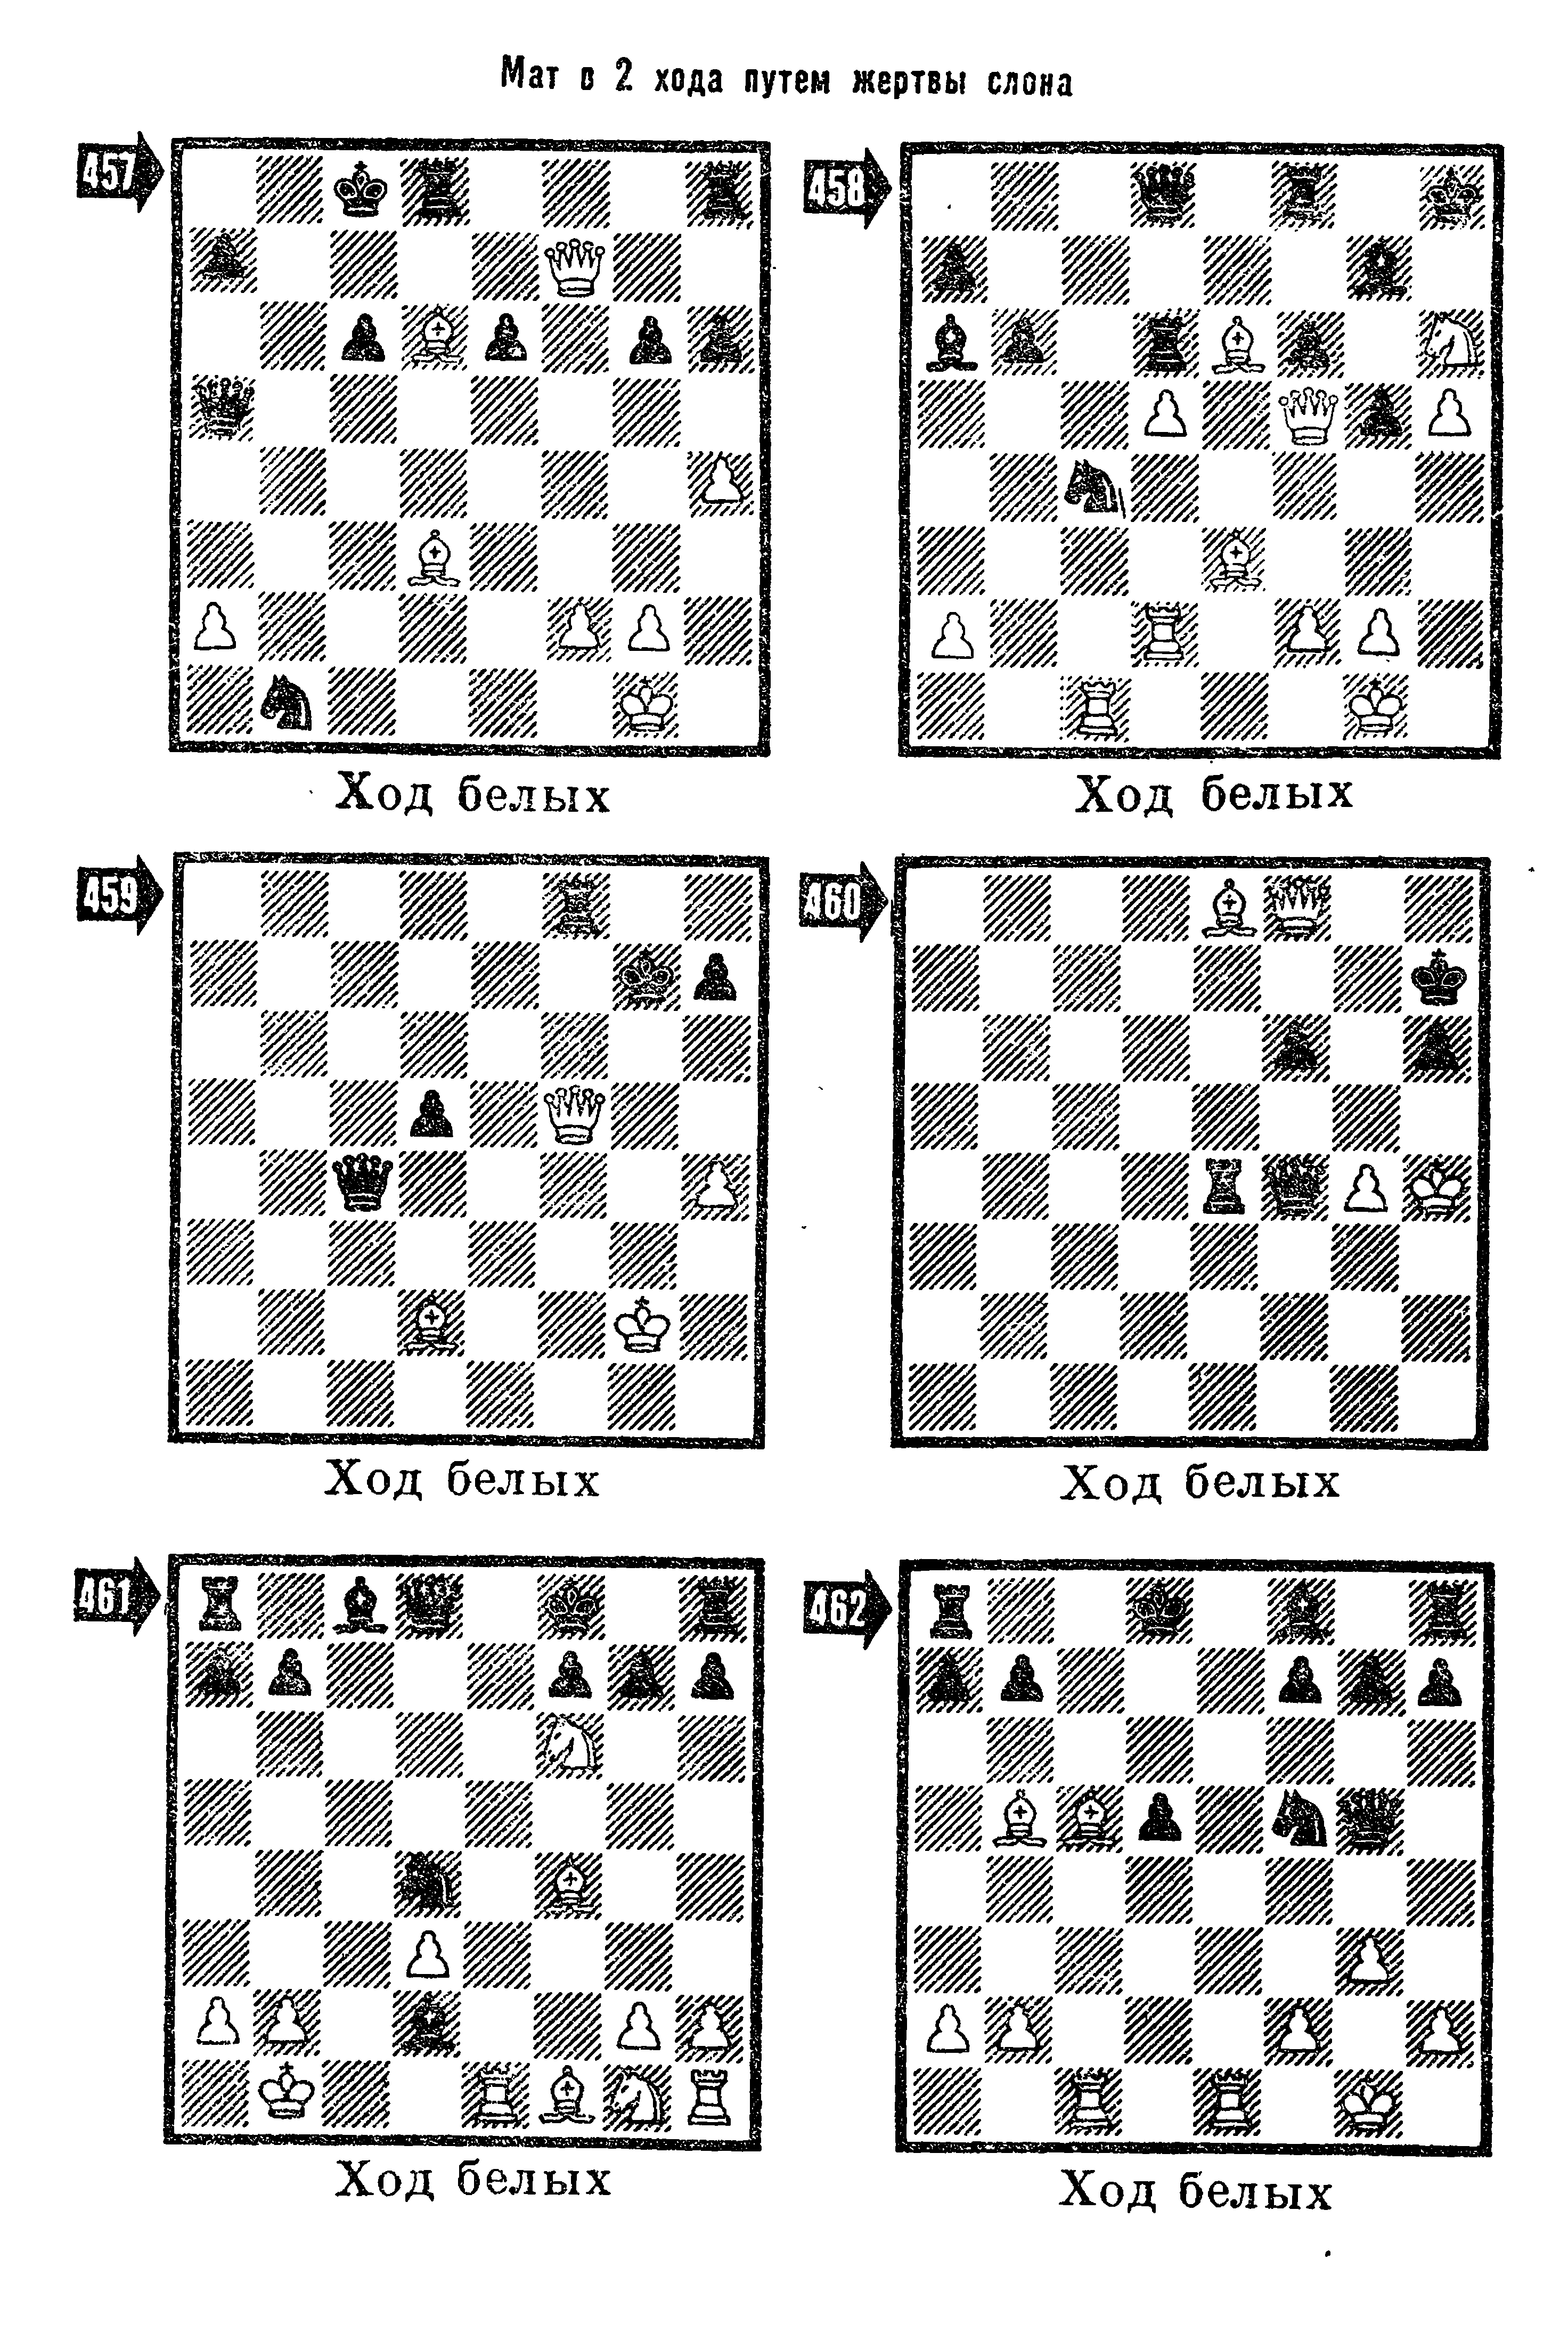 Мат в 2 хода путем жертвы слона
457
458
Ход белых
Ход белых
459
460
Ход белых
Ход белых
461
462
Ход белых
Ход белых